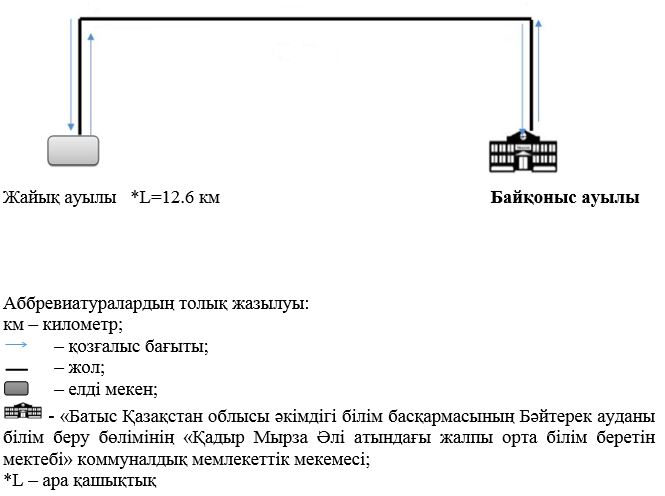 Жайық ауылы *L=12.6 км Байқоныс ауылы
Аббревиатуралардың толық жазылуы:
км – километр;
– қозғалыс бағыты;
– жол;
– елді мекен;
- «Батыс Қазақстан облысы әкімдігі білім басқармасының Бәйтерек ауданы
білім беру бөлімінің «Қадыр Мырза Әлі атындағы жалпы орта білім беретін
мектебі» коммуналдық мемлекеттік мекемесі;
*L – ара қашықтық